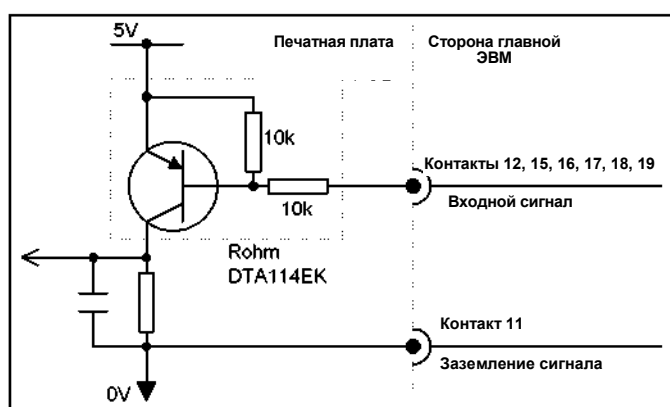 5V
Печатная плата
Сторона главной
ЭВМ
10k
Контакты 12, 15, 16, 17, 18, 19
10k
Входной сигнал
Rohm
DTA114EK
Контакт 11
Заземление сигнала
0V